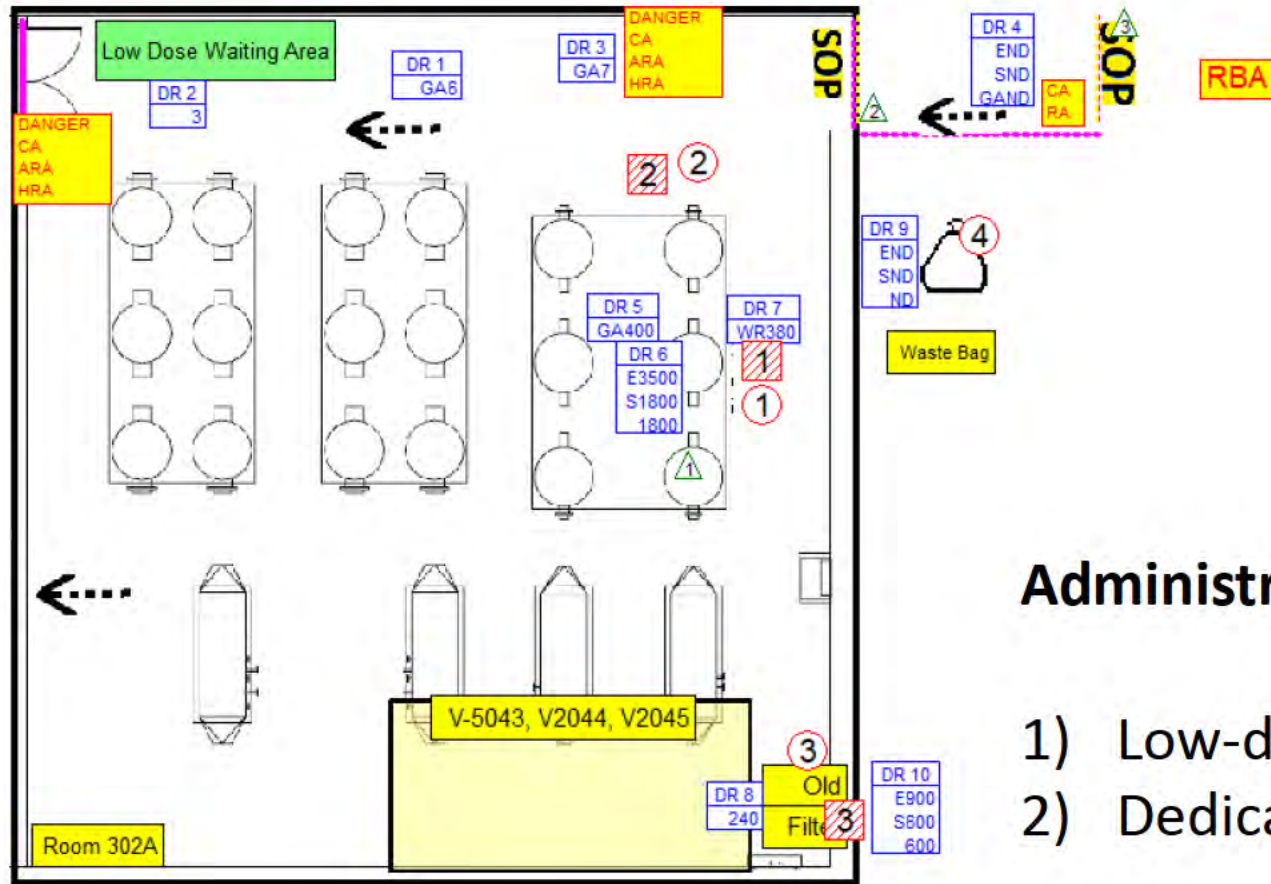 DANGER
CA
ARA
HRA
Low Dose Waiting Area
DR 1
GA6
DR 2
3
DR 3
GA7
DANGER
CA
ARA
HRA
SOP
2
DR 4
END
SND
GAND
CA
RA
3
SOP
RBA
2
2
DR 9
END
SND
ND
4
Waste Bag
DR 5
GA400
DR 6
E3500
S1800
1800
DR 7
WR380
1
1
1
V-5043, V2044, V2045
3
Old
Filte
3
DR 8
240
DR 10
E900
S600
600
Room 302A
Administr
1) Low-d
2) Dedica